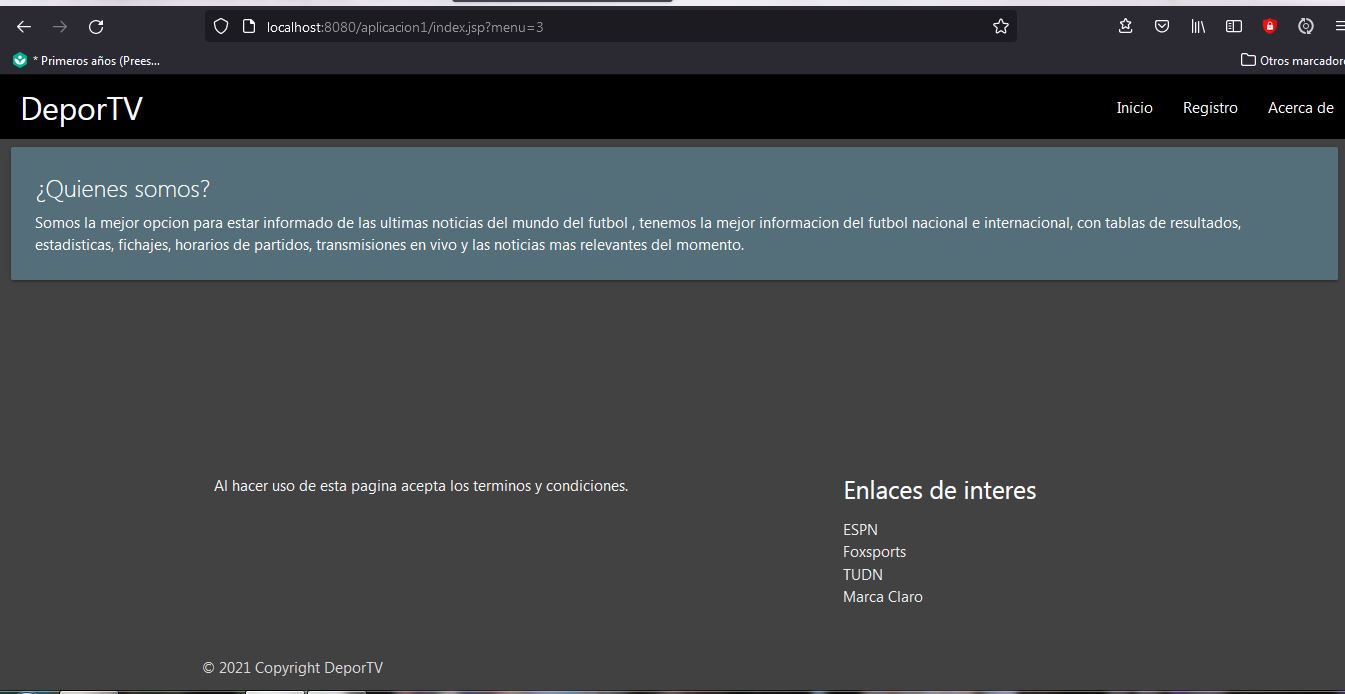 localhost:8080/aplicacion1/index.jsp?menu=3
* Primeros años (Prees...
Otros marcadore
DeporTV
Inicio Registro Acerca de
¿Quienes somos?
Somos la mejor opcion para estar informado de las ultimas noticias del mundo del futbol , tenemos la mejor informacion del futbol nacional e internacional, con tablas de resultados,
estadisticas, fichajes, horarios de partidos, transmisiones en vivo y las noticias mas relevantes del momento.
Al hacer uso de esta pagina acepta los terminos y condiciones.
Enlaces de interes
ESPN
Foxsports
TUDN
Marca Claro
© 2021 Copyright DeporTV